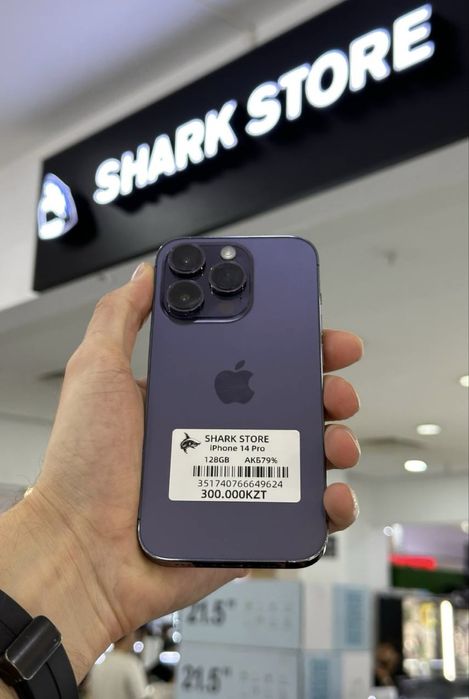 SHARK STORE
SHARK STORE
iPhone 14 Pro
128GB АКБ79%
351740766649624
300.000KZT
21.5"
21.5"